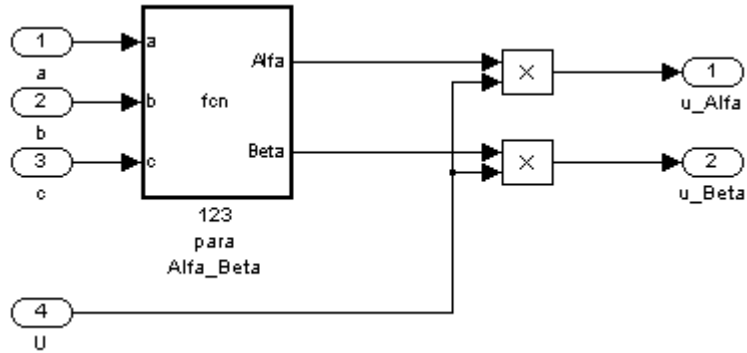 1
a
a
Alfa
1
u_Alfa
2
b
b
fcn
×
3
c
c
Beta
×
2
u_Beta
123
para
Alfa_Beta
4
U